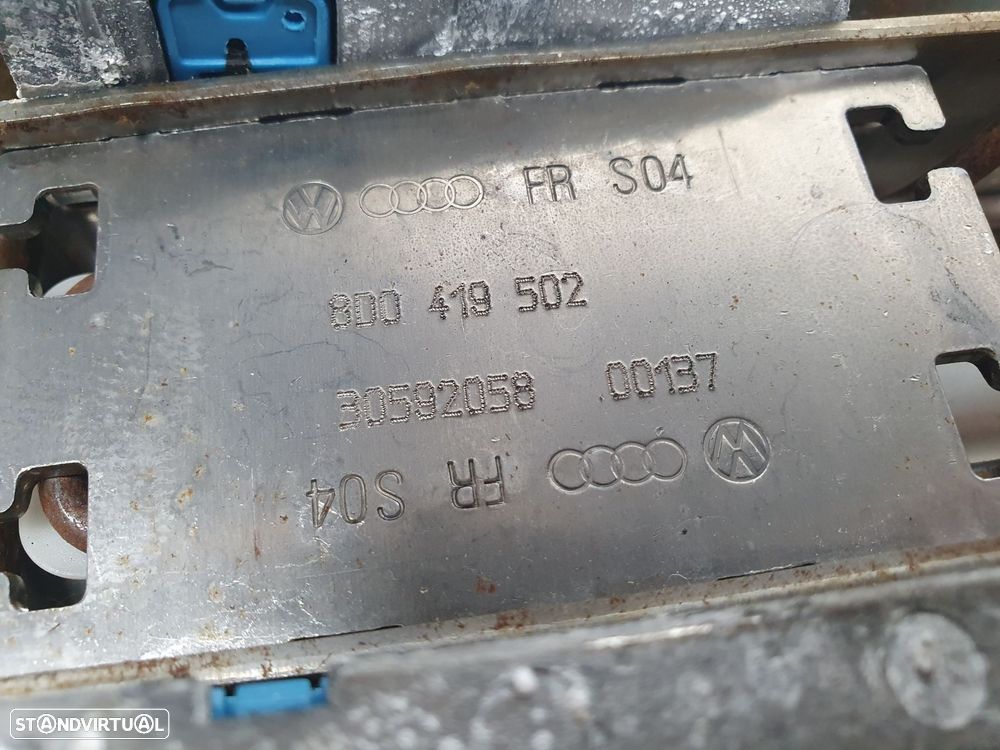 FR S04
8D0 419 502
30592058 00137
FR S04
STANDVIRTUAL